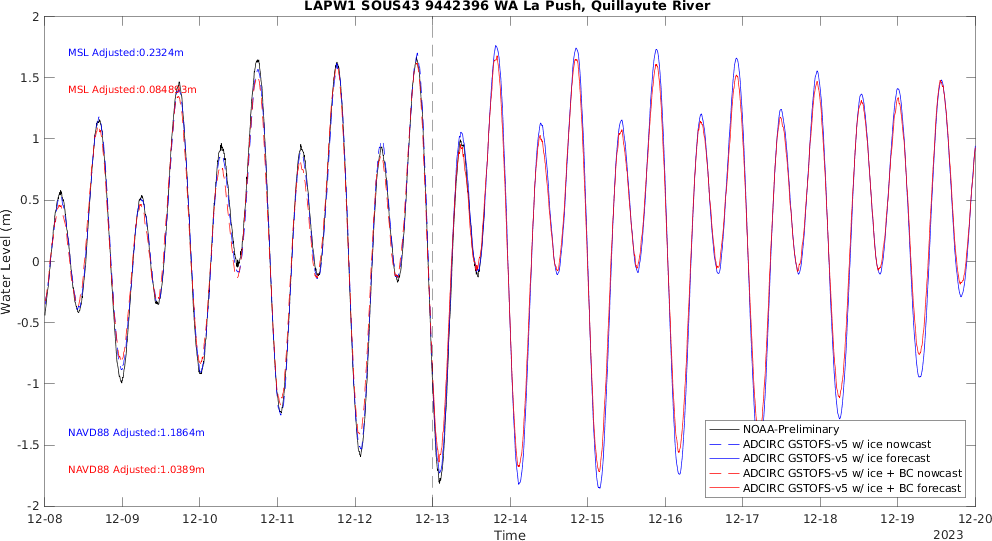 LAPW1 SOUS43 9442396 WA La Push, Quillayute River
2
1.5
1
0.5
0
-0.5
-1
-1.5
-2
Water Level (m)
MSL Adjusted:0.2324m
MSL Adjusted:0.084893m
NAVD88 Adjusted:1.1864m
NAVD88 Adjusted:1.0389m
NOAA-Preliminary
ADCIRC GSTOFS-v5 w/ ice nowcast
ADCIRC GSTOFS-v5 w/ ice forecast
ADCIRC GSTOFS-v5 w/ ice + BC nowcast
ADCIRC GSTOFS-v5 w/ ice + BC forecast
12-08 12-09 12-10 12-11 12-12 12-13 12-14 12-15 12-16 12-17 12-18 12-19 12-20
Time
2023